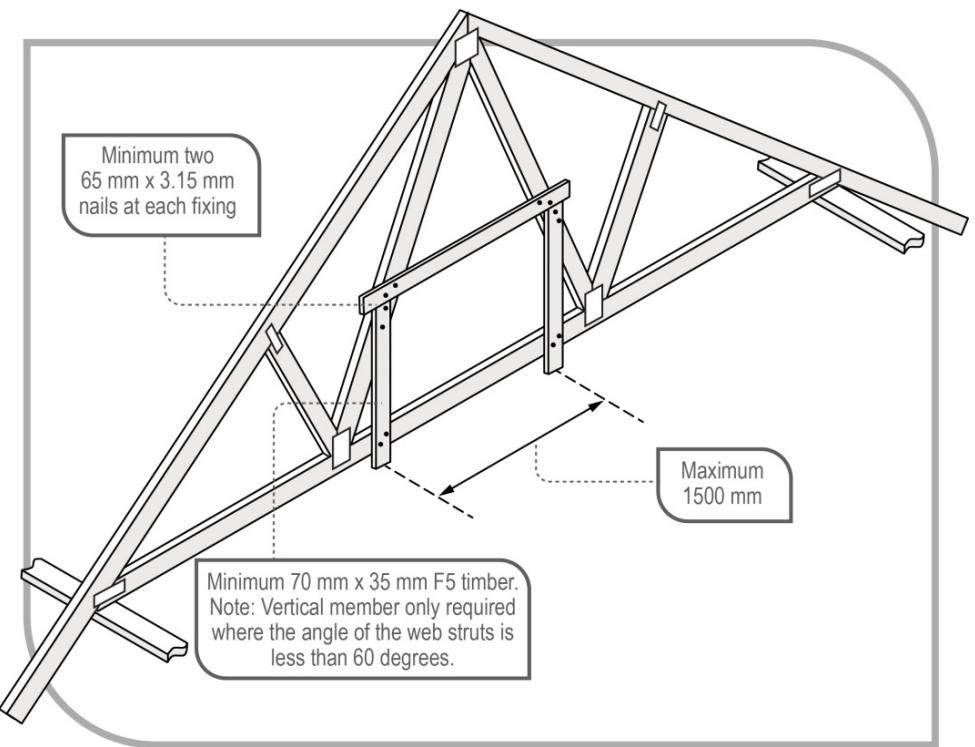 Minimum two
65 mm x 3.15 mm
nails at each fixing
Maximum
1500 mm
Minimum 70 mm x 35 mm F5 timber.
Note: Vertical member only required
where the angle of the web struts is
less than 60 degrees.